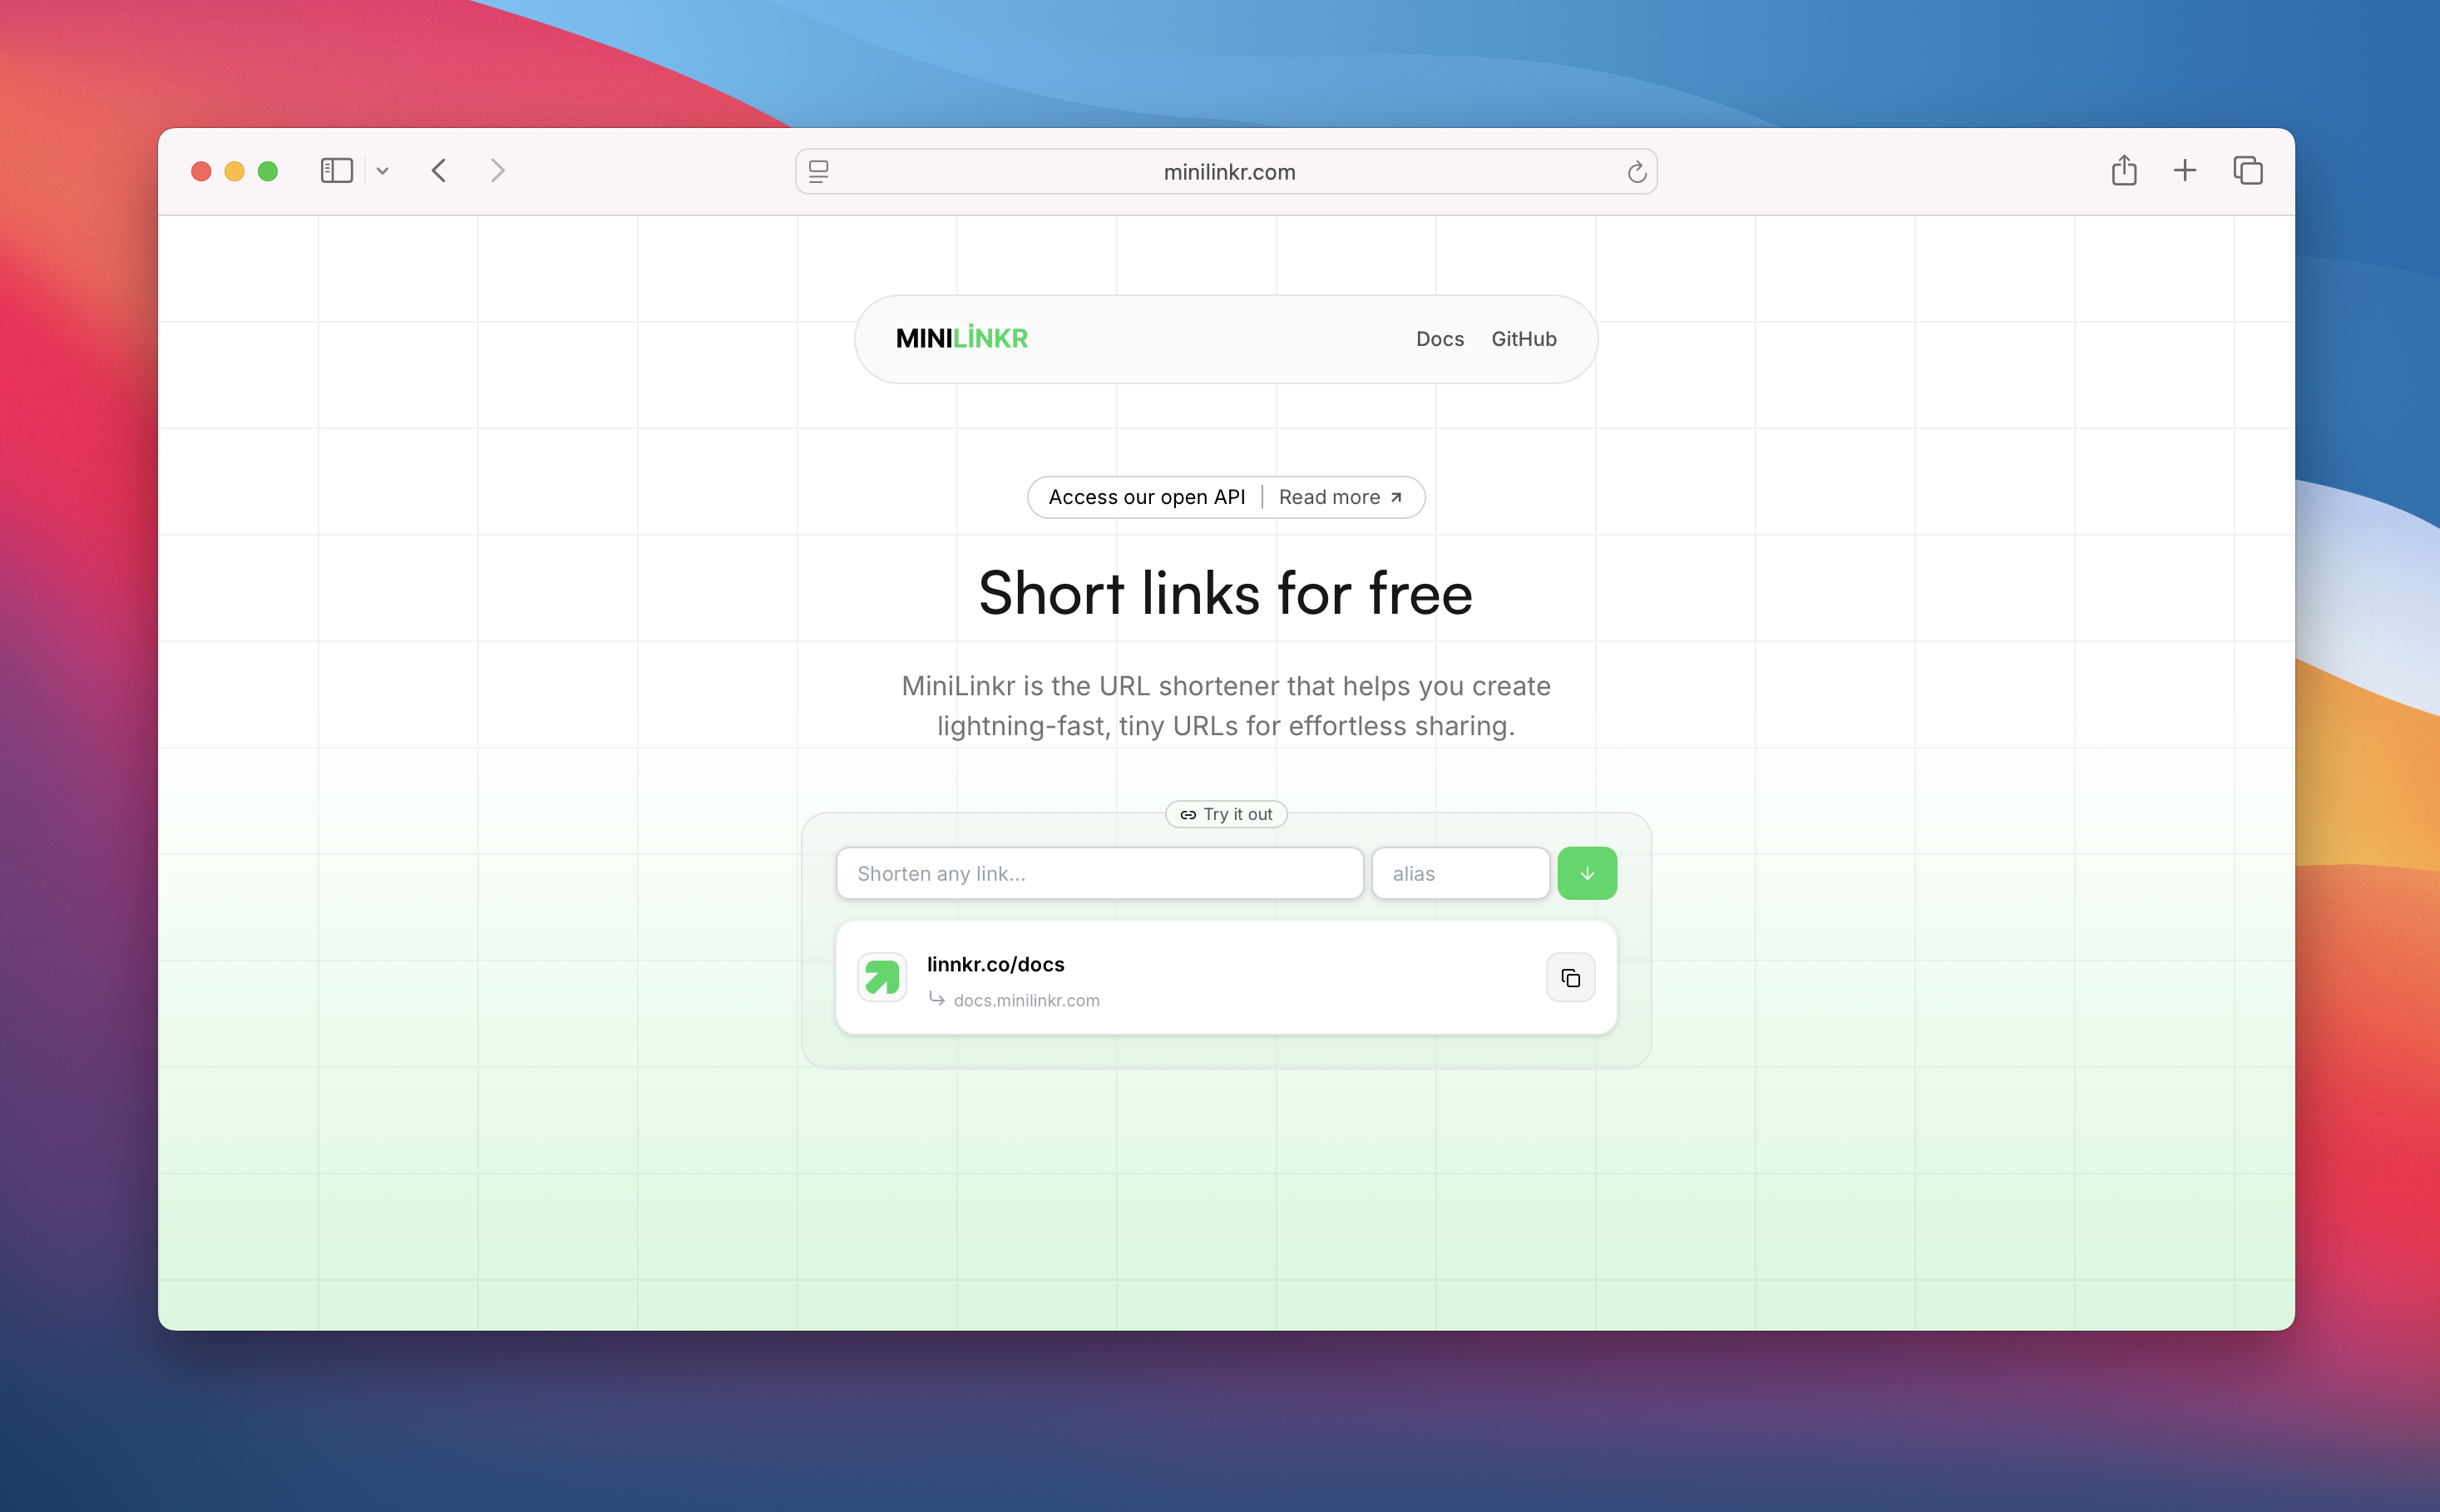 minilinkr.com
MINILİNKR
Docs GitHub
Access our open API | Read more
Short links for free
MiniLinkr is the URL shortener that helps you create
lightning-fast, tiny URLs for effortless sharing.
Try it out
Shorten any link...
alias
linnkr.co/docs
docs.minilinkr.com